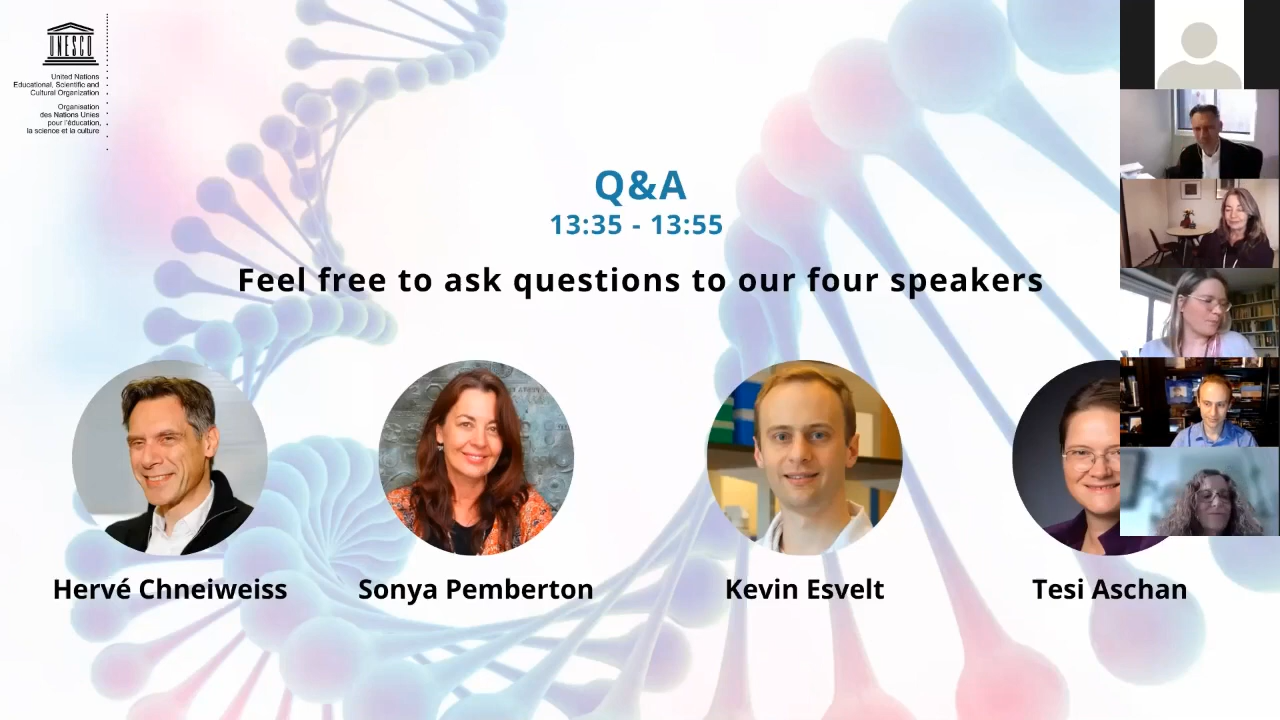 UNESCO
United Nations
Educational, Scientific and
Cultural Organization
Organisation
des Nations Unies
pour l'éducation,
la science et la culture
Q&A
13:35 - 13:55
Feel free to ask questions to our four speakers
Hervé Chneiweiss
Sonya Pemberton
Kevin Esvelt
Tesi Aschan